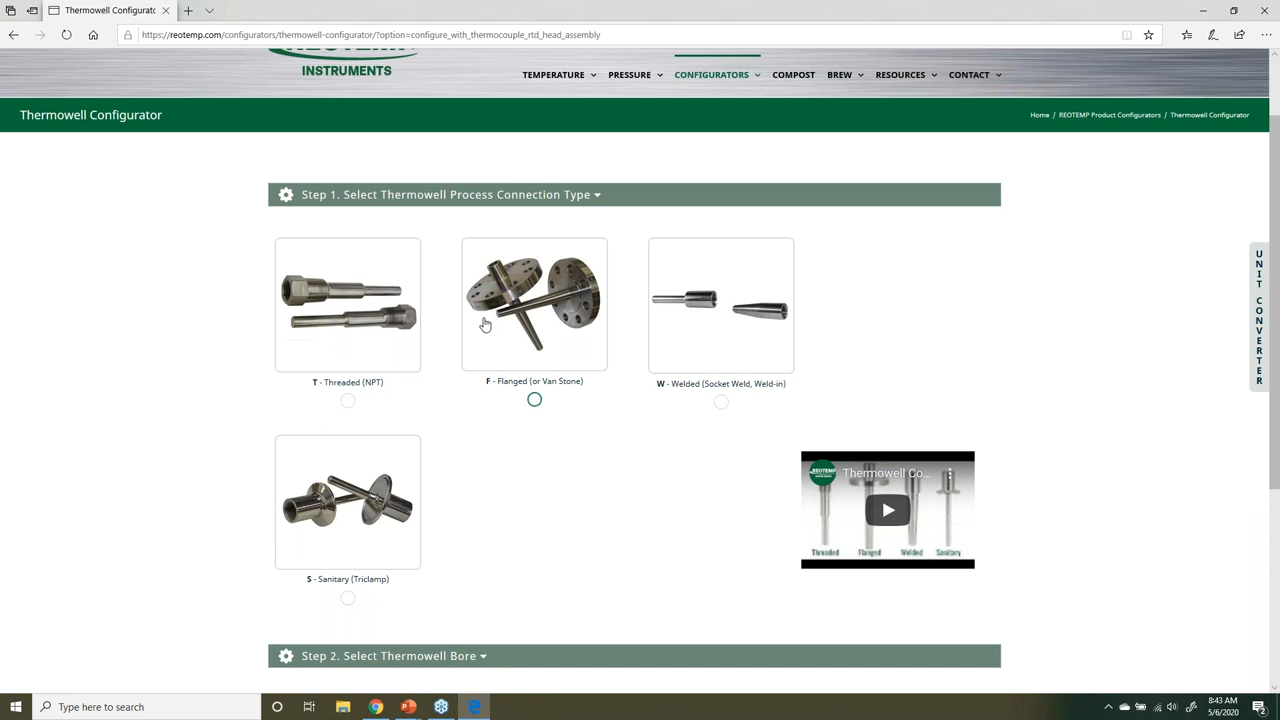 Thermowell Configurator
https://reotemp.com/configurators/thermowell-configurator/?option=configure_with_thermocouple_rtd_head_assembly
INSTRUMENTS
TEMPERATURE PRESSURE CONFIGURATORS COMPOST BREW RESOURCES CONTACT
Thermowell Configurator
Home / REOTEMP Product Configurators / Thermowell Configurator
Step 1. Select Thermowell Process Connection Type
UNIT CONVERTER
T - Threaded (NPT)
F - Flanged (or Van Stone)
W - Welded (Socket Weld, Weld-in)
REOTEMP
Thermowell Co...
Threaded Flanged Welded Sanitary
S - Sanitary (Triclamp)
Step 2. Select Thermowell Bore
Type here to search
8:43 AM
5/6/2020
2